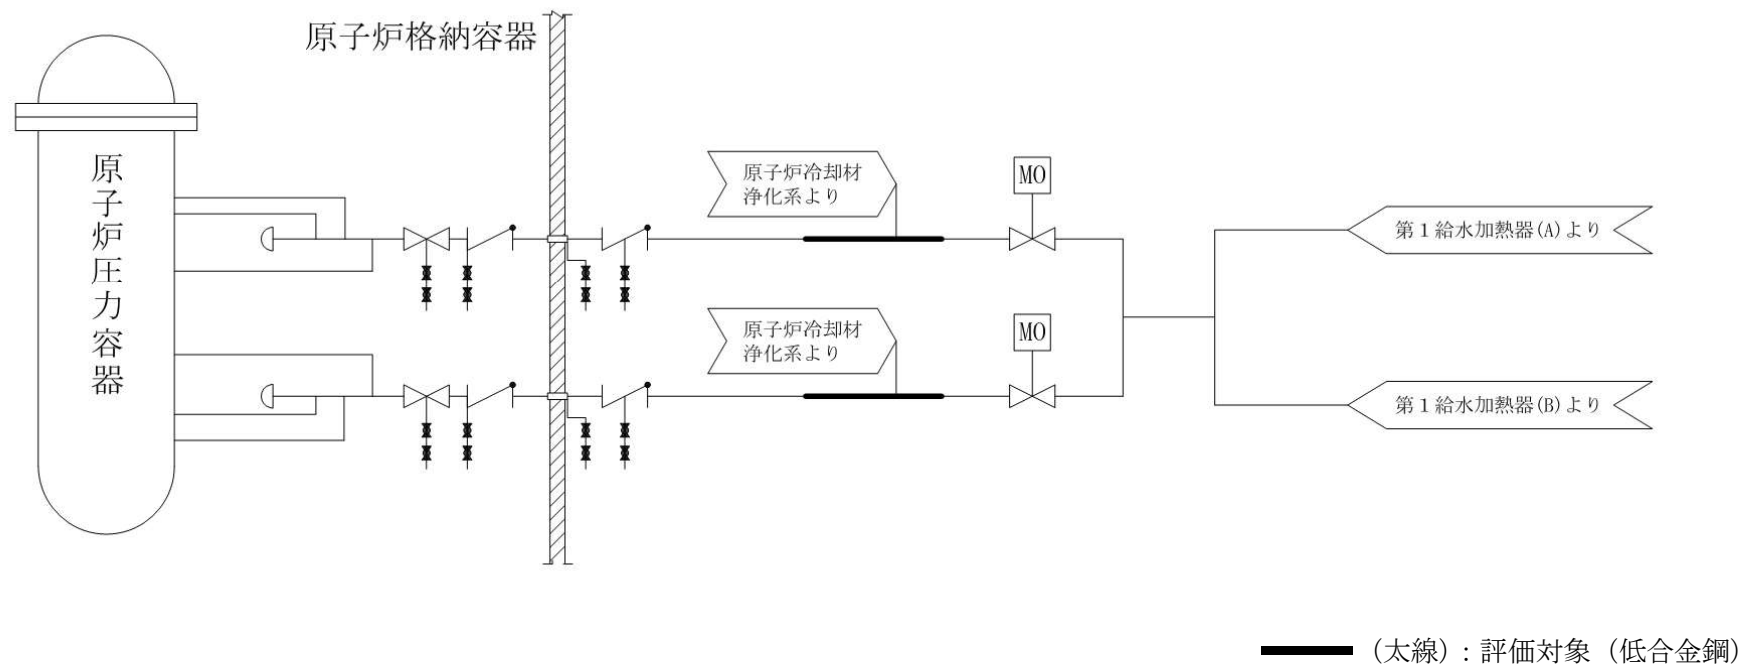 原子炉格納容器
原子炉圧力容器
原子炉冷却材
浄化系より
MO
第1給水加熱器(A)より
原子炉冷却材
浄化系より
MO
第1給水加熱器(B)より
(太線):評価対象(低合金鋼)